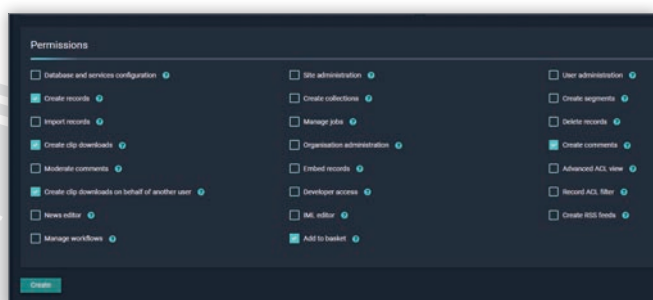 Permissions
Database and services configuration
Site administration
User administration
Create records
Create collections
Create segments
Import records
Manage jobs
Delete records
Create clip downloads
Organisation administration
Create comments
Moderate comments
Embed records
Advanced ACL view
Create clip downloads on behalf of another user
Developer access
Record ACL filter
News editor
IML editor
Create RSS feeds
Manage workflows
Add to basket
Create